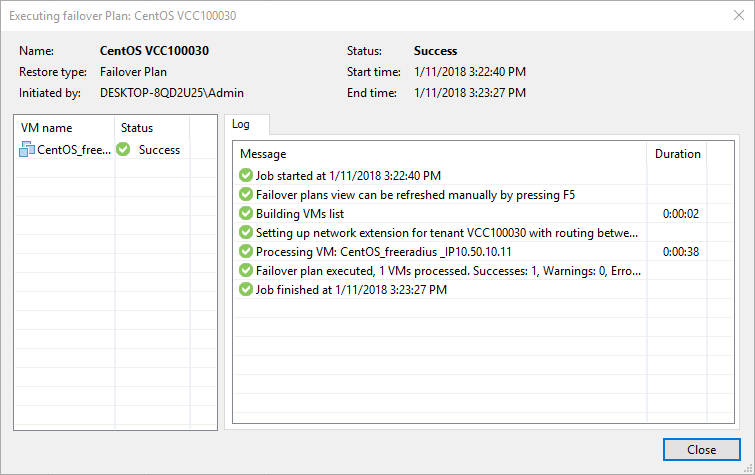 Executing failover Plan: CentOS VCC100030
Name: CentOS VCC100030 Status: Success
Restore type: Failover Plan Start time: 1/11/2018 3:22:40 PM
Initiated by: DESKTOP-8QD2U25\Admin End time: 1/11/2018 3:23:27 PM
VM name Status
CentOS_free... Success
Log
Message Duration
Job started at 1/11/2018 3:22:40 PM
Failover plans view can be refreshed manually by pressing F5
Building VMs list 0:00:02
Setting up network extension for tenant VCC100030 with routing betwe...
Processing VM: CentOS_freeradius _IP10.50.10.11 0:00:38
Failover plan executed, 1 VMs processed. Successes: 1, Warnings: 0, Erro...
Job finished at 1/11/2018 3:23:27 PM
Close